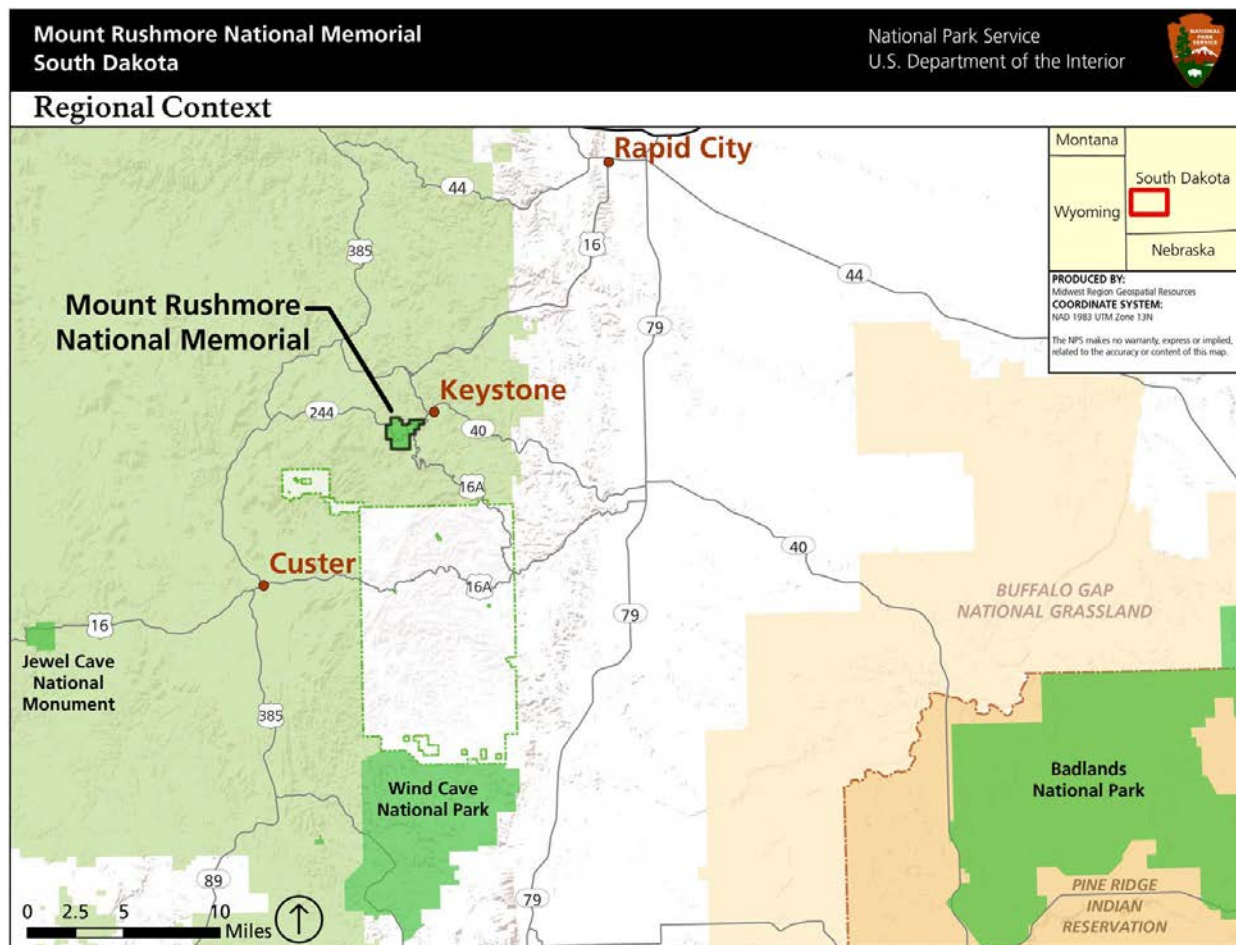 Mount Rushmore National Memorial
South Dakota
National Park Service
U.S. Department of the Interior
NATIONAL
PARK
SERVICE
Regional Context
Rapid City
Montana
South Dakota
Wyoming
Nebraska
PRODUCED BY:
Midwest Region Geospatial Resources
COORDINATE SYSTEM:
NAD 1983 UTM Zone 13N
The NPS makes no warranty, express or implied,
related to the accuracy or content of this map.
44
385
16
44
79
Mount Rushmore
National Memorial
Keystone
244
40
16A
40
Custer
16A
BUFFALO GAP
NATIONAL GRASSLAND
79
16
Jewel Cave
National
Monument
385
Wind Cave
National Park
Badlands
National Park
89
79
PINE RIDGE
INDIAN
RESERVATION
0 2.5 5 10
Miles